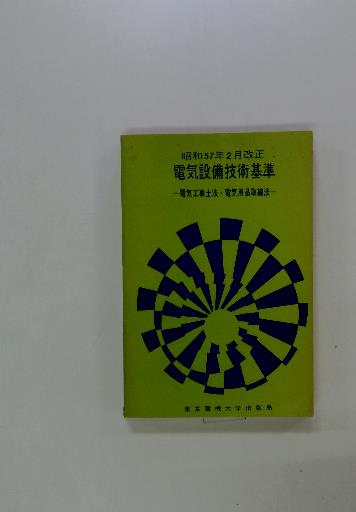 昭和57年2月改正
電気設備技術基準
―電気工事士法・電気用品取締法―
東京電機大学出版局